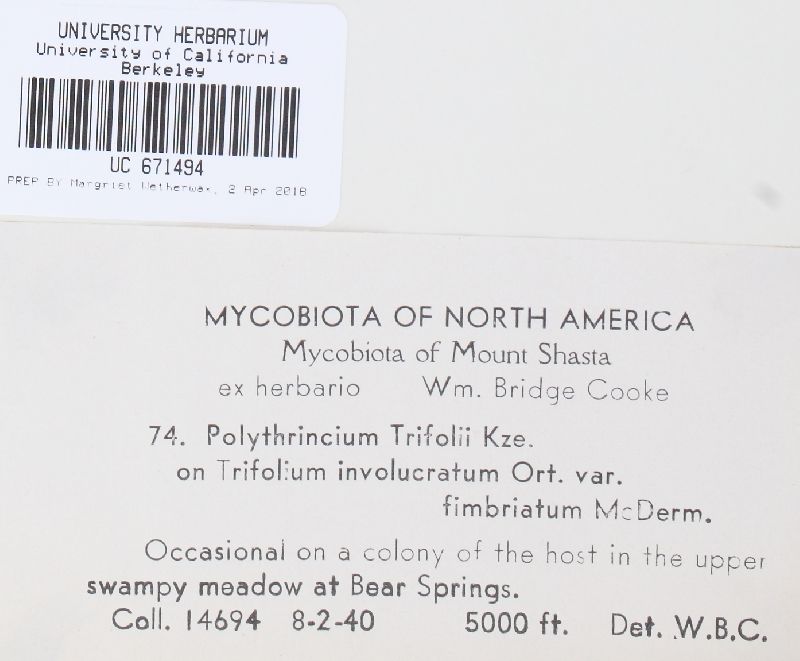 UNIVERSITY HERBARIUM
University of California
Berkeley
UC 671494
PREP BY Margriet Wetherwax, 2 Apr 2018
MYCOBIOTA OF NORTH AMERICA
Mycobiota of Mount Shasta
ex herbario Wm. Bridge Cooke
74. Polythrincium Trifolii Kze.
on Trifolium involucratum Ort. var.
fimbriatum McDerm.
Occasional on a colony of the host in the upper
swampy meadow at Bear Springs.
Coll. 14694 8-2-40 5000 ft. Det. W.B.C.